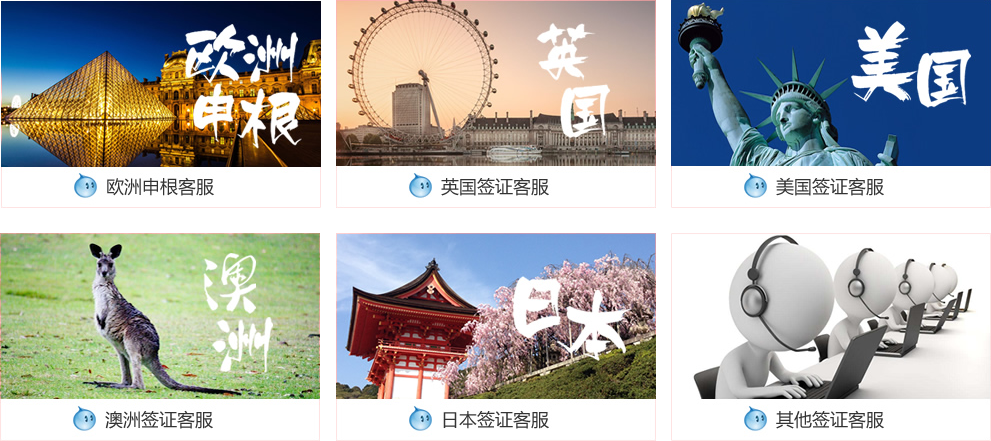 欧洲
申根
英
国
美国
欧洲申根客服
英国签证客服
美国签证客服
澳
洲
日本
澳洲签证客服
日本签证客服
其他签证客服